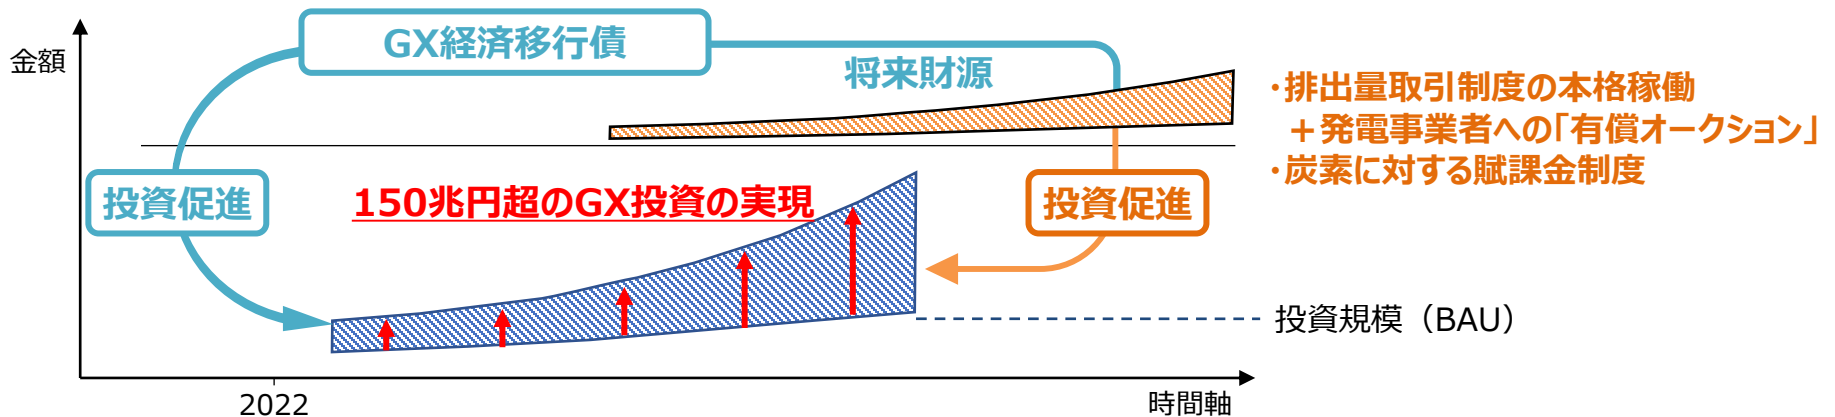 金額
GX経済移行債
将来財源
・排出量取引制度の本格稼働
＋発電事業者への「有償オークション」
・炭素に対する賦課金制度
投資促進
150兆円超のGX投資の実現
投資促進
投資規模（BAU）
2022
時間軸